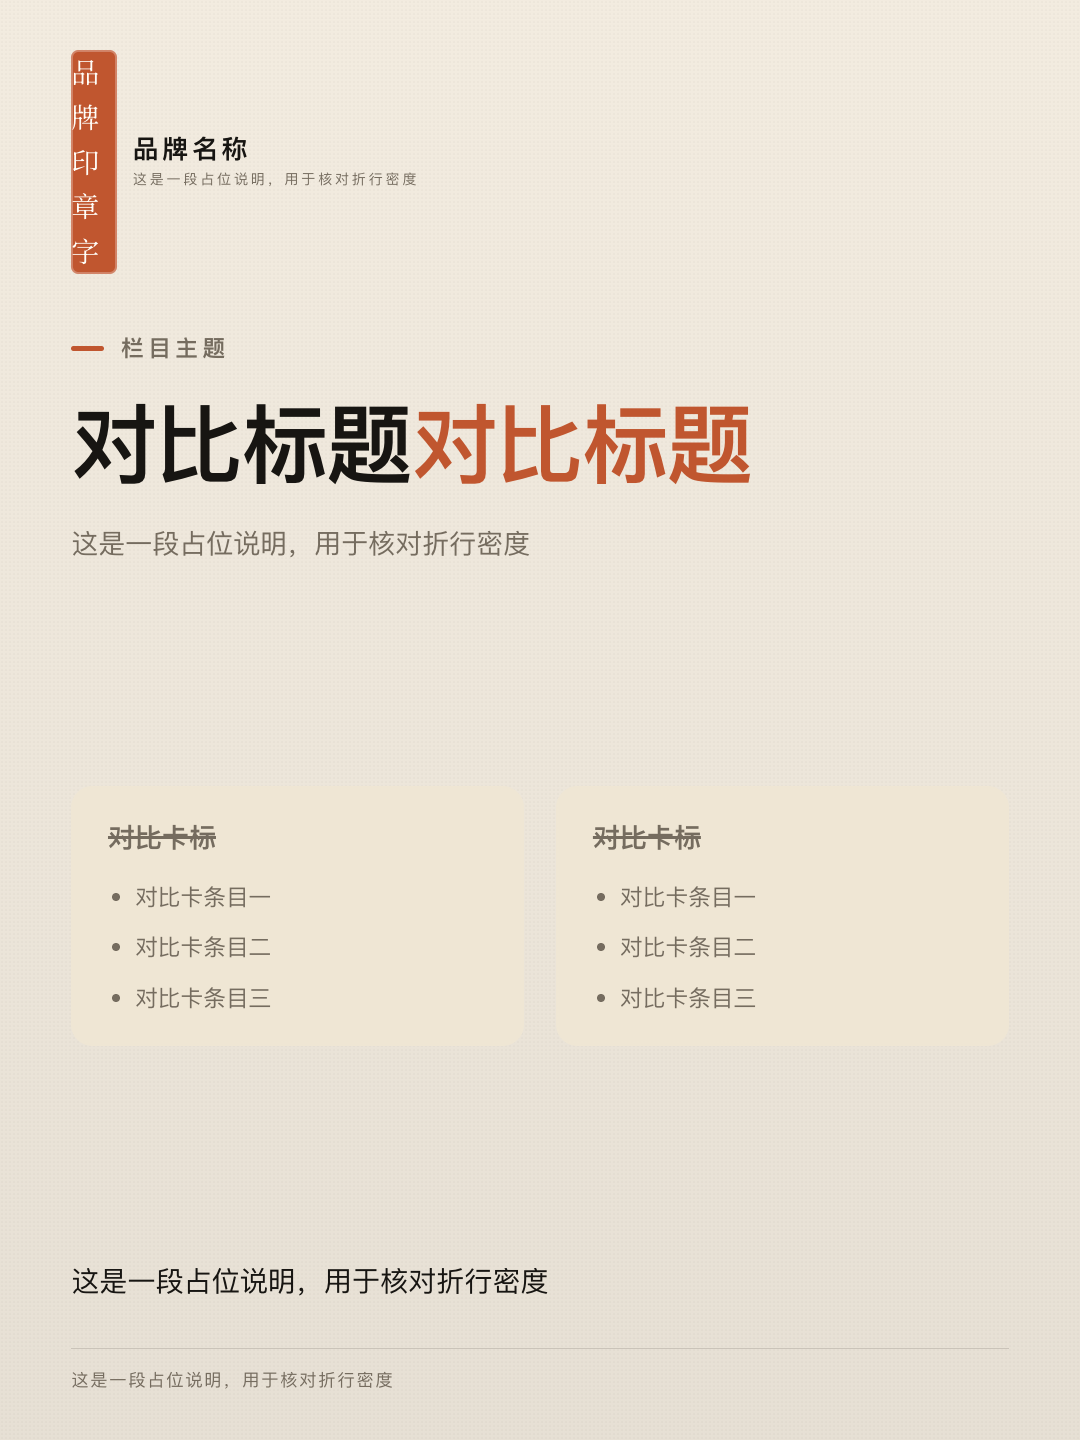 品牌印章字
品牌名称
这是一段占位说明，用于核对折行密度
栏目主题
对比标题对比标题
这是一段占位说明，用于核对折行密度
对比卡标
对比卡条目一
对比卡条目二
对比卡条目三
对比卡标
对比卡条目一
对比卡条目二
对比卡条目三
这是一段占位说明，用于核对折行密度
这是一段占位说明，用于核对折行密度